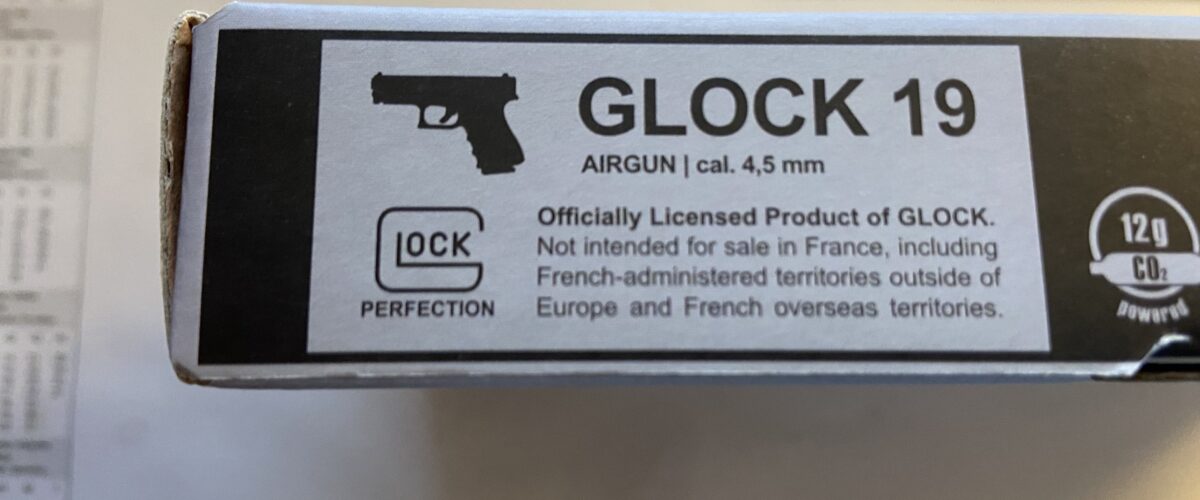 GLOCK 19
AIRGUN | cal. 4,5 mm
GLOCK
PERFECTION
Officially Licensed Product of GLOCK.
Not intended for sale in France, including
French-administered territories outside of
Europe and French overseas territories.
12g
CO₂
powered